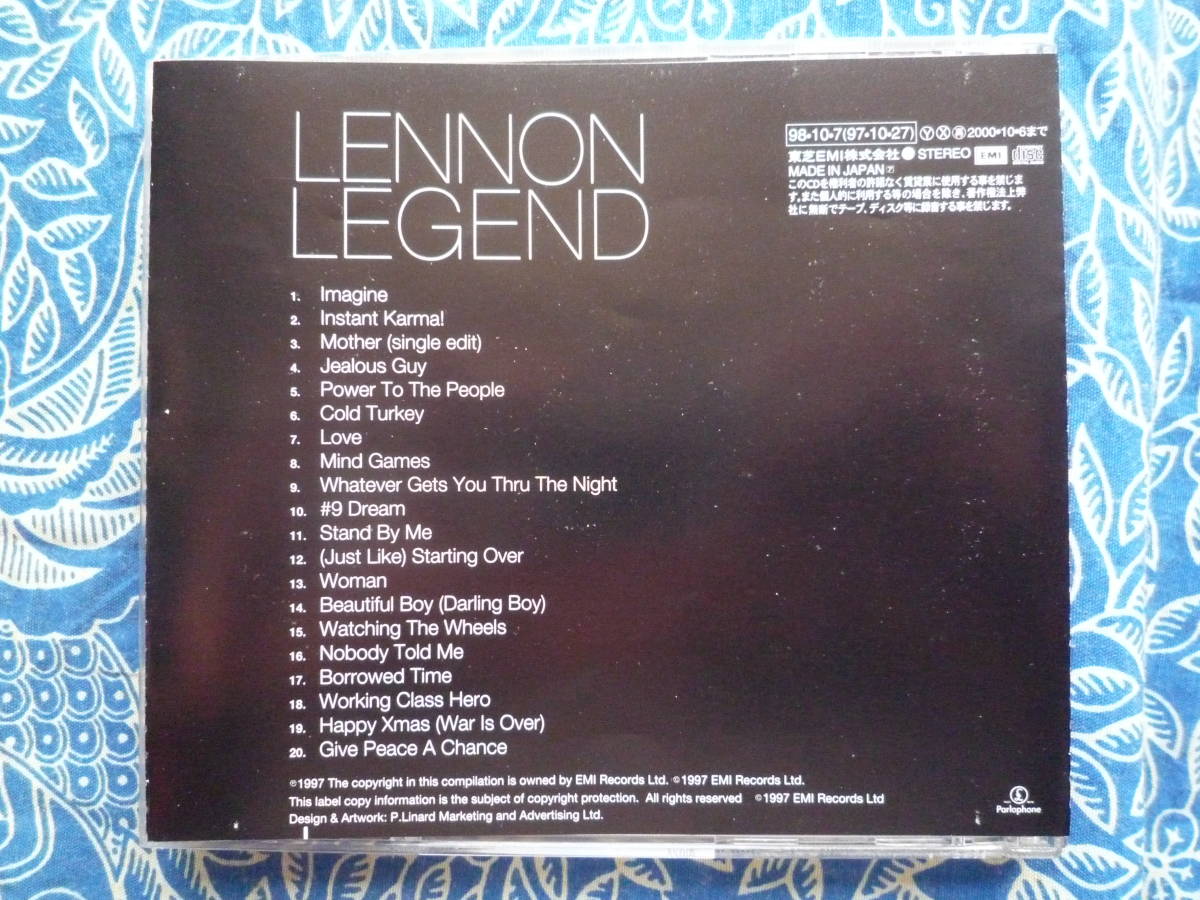 LENNON
LEGEND
98・10・7(97・10・27) Ⓨ Ⓧ 再 2000・10・6まで
東芝EMI株式会社 STEREO EMI disc
MADE IN JAPAN
このCDを権利者の許諾なく賃貸業に使用する事を禁じま
す。また個人的に利用する等の場合を除き、著作権法上弊
社に無断でテープ、ディスク等に録音する事を禁じます。
1. Imagine
2. Instant Karma!
3. Mother (single edit)
4. Jealous Guy
5. Power To The People
6. Cold Turkey
7. Love
8. Mind Games
9. Whatever Gets You Thru The Night
10. #9 Dream
11. Stand By Me
12. (Just Like) Starting Over
13. Woman
14. Beautiful Boy (Darling Boy)
15. Watching The Wheels
16. Nobody Told Me
17. Borrowed Time
18. Working Class Hero
19. Happy Xmas (War Is Over)
20. Give Peace A Chance
℗1997 The copyright in this compilation is owned by EMI Records Ltd. ©1997 EMI Records Ltd.
This label copy information is the subject of copyright protection. All rights reserved ©1997 EMI Records Ltd
Design & Artwork: P.Linard Marketing and Advertising Ltd.
£
Parlophone